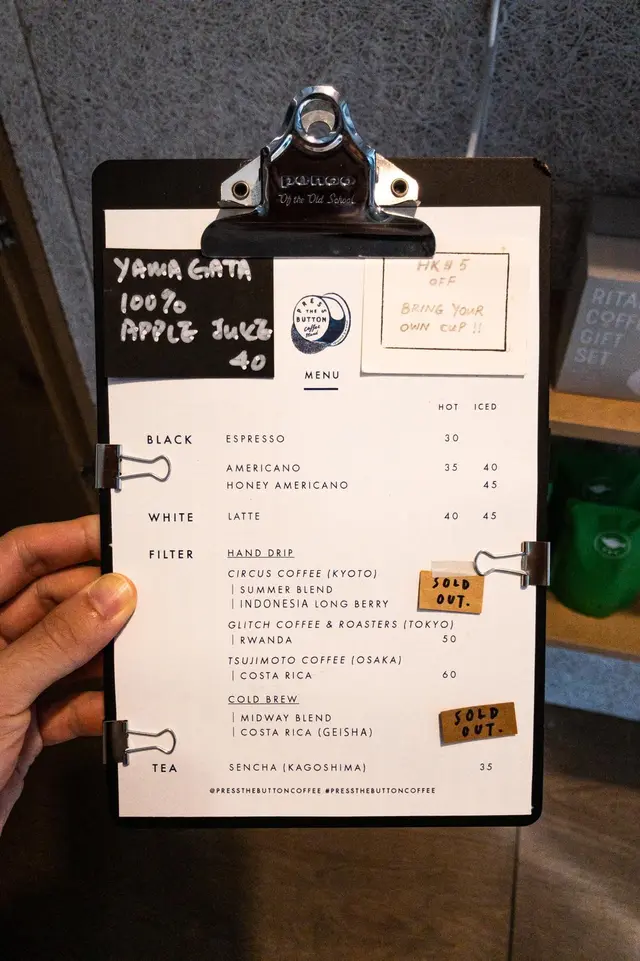 Off the Old School
YAMAGATA
100%
APPLE JUICE
40
PRESS
THE
BUTTON
Coffee
Stand
HK$5
OFF
BRING YOUR
OWN CUP !!
MENU
HOT ICED
BLACK ESPRESSO 30
AMERICANO 35 40
HONEY AMERICANO 45
WHITE LATTE 40 45
FILTER HAND DRIP
CIRCUS COFFEE (KYOTO)
| SUMMER BLEND
| INDONESIA LONG BERRY
SOLD
OUT.
GLITCH COFFEE & ROASTERS (TOKYO)
| RWANDA 50
TSUJIMOTO COFFEE (OSAKA)
| COSTA RICA 60
COLD BREW
| MIDWAY BLEND
| COSTA RICA (GEISHA)
SOLD
OUT.
TEA SENCHA (KAGOSHIMA) 35
@PRESSTHEBUTTONCOFFEE #PRESSTHEBUTTONCOFFEE
RITA
COFF
GIFT
SET